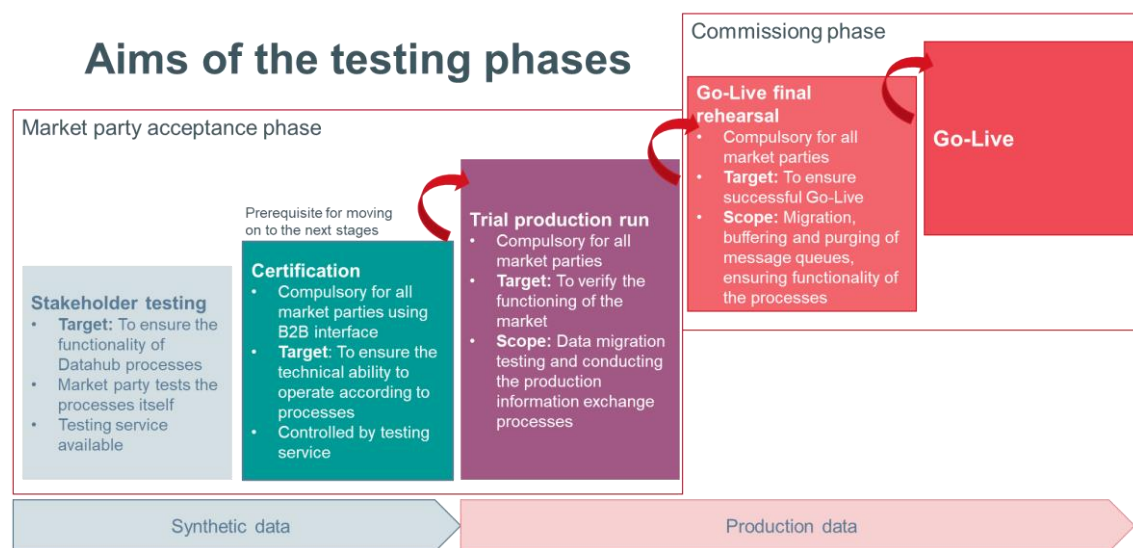 Aims of the testing phases
Commissiong phase
Market party acceptance phase
Stakeholder testing
• Target: To ensure the
functionality of
Datahub processes
• Market party tests the
processes itself
• Testing service
available
Prerequisite for moving
on to the next stages
Certification
• Compulsory for all
market parties using
B2B interface
• Target: To ensure the
technical ability to
operate according to
processes
• Controlled by testing
service
Trial production run
• Compulsory for all
market parties
• Target: To verify the
functioning of the
market
• Scope: Data migration
testing and conducting
the production
information exchange
processes
Go-Live final
rehearsal
• Compulsory for all
market parties
• Target: To ensure
successful Go-Live
• Scope: Migration,
buffering and purging of
message queues,
ensuring functionality of
the processes
Go-Live
Synthetic data
Production data